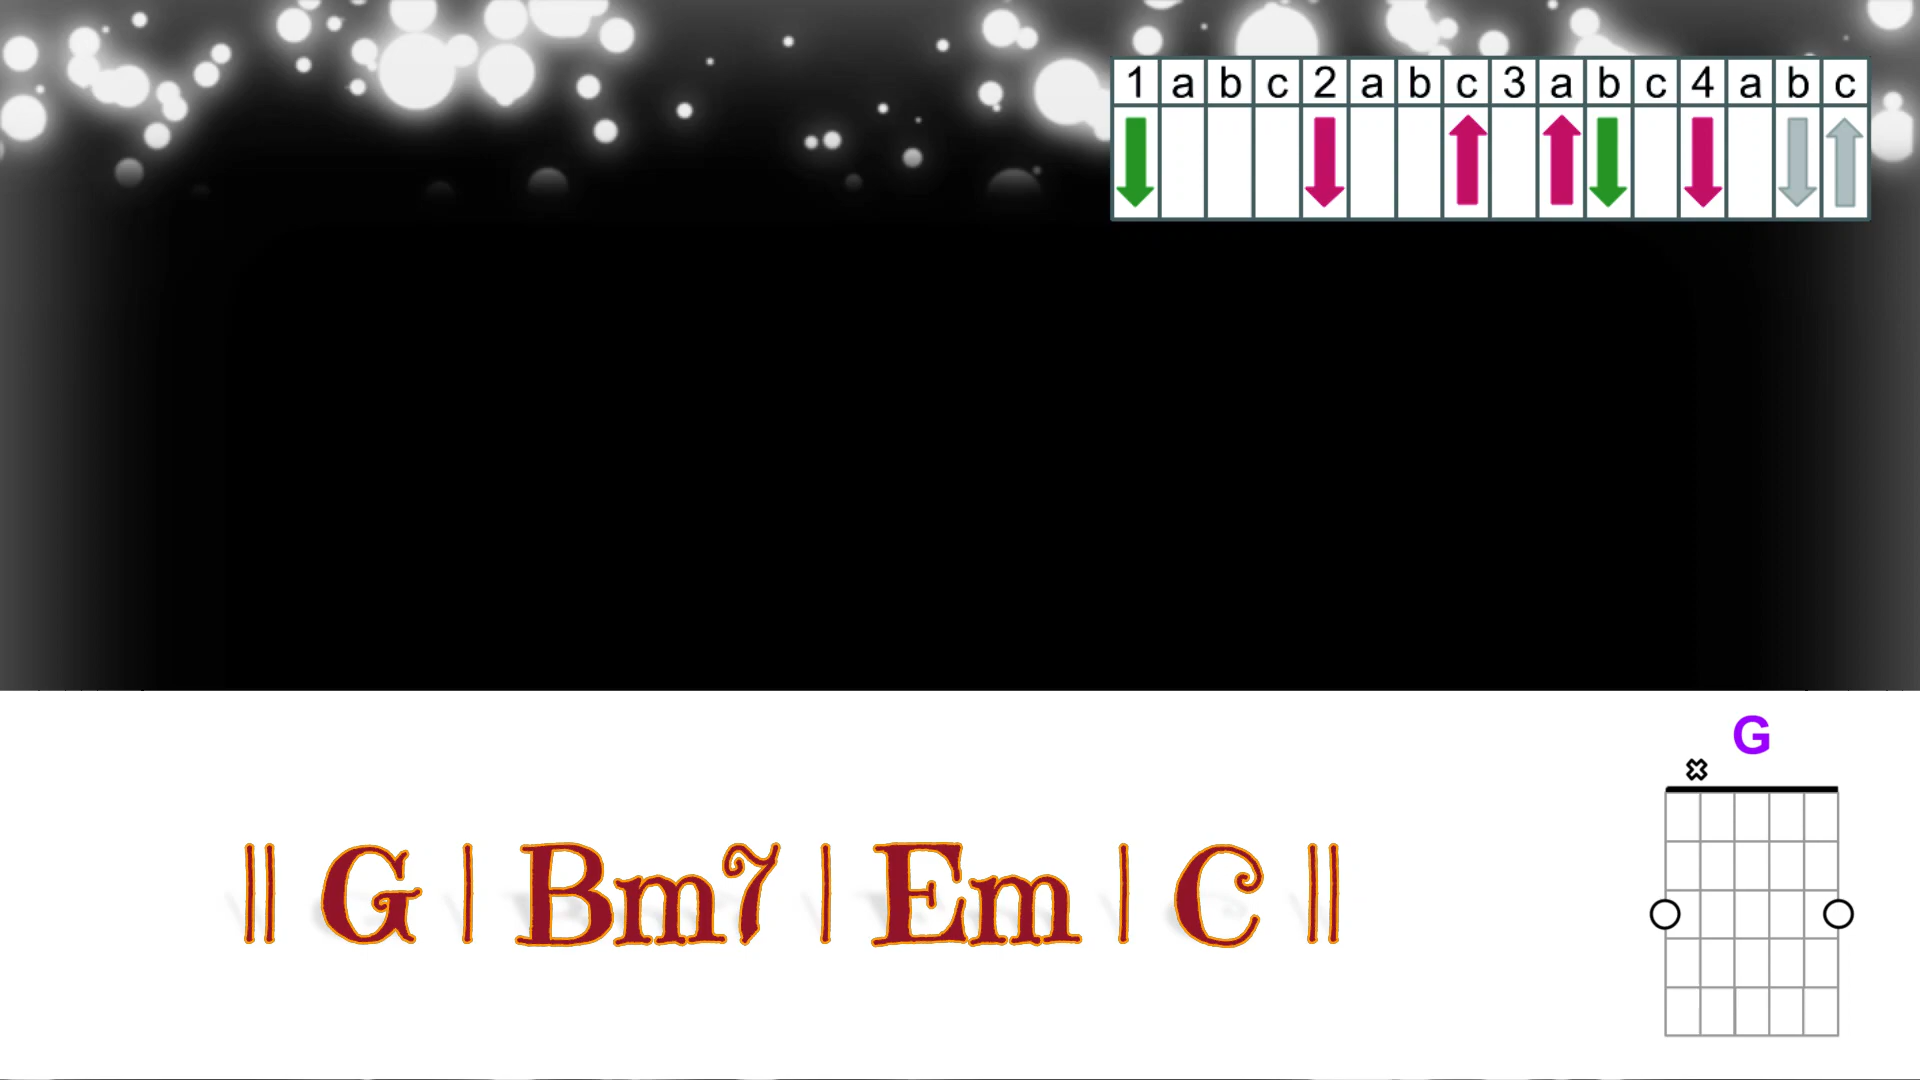 1 a b c 2 a b c 3 a b c 4 a b c
G
|| G | Bm7 | Em | C ||